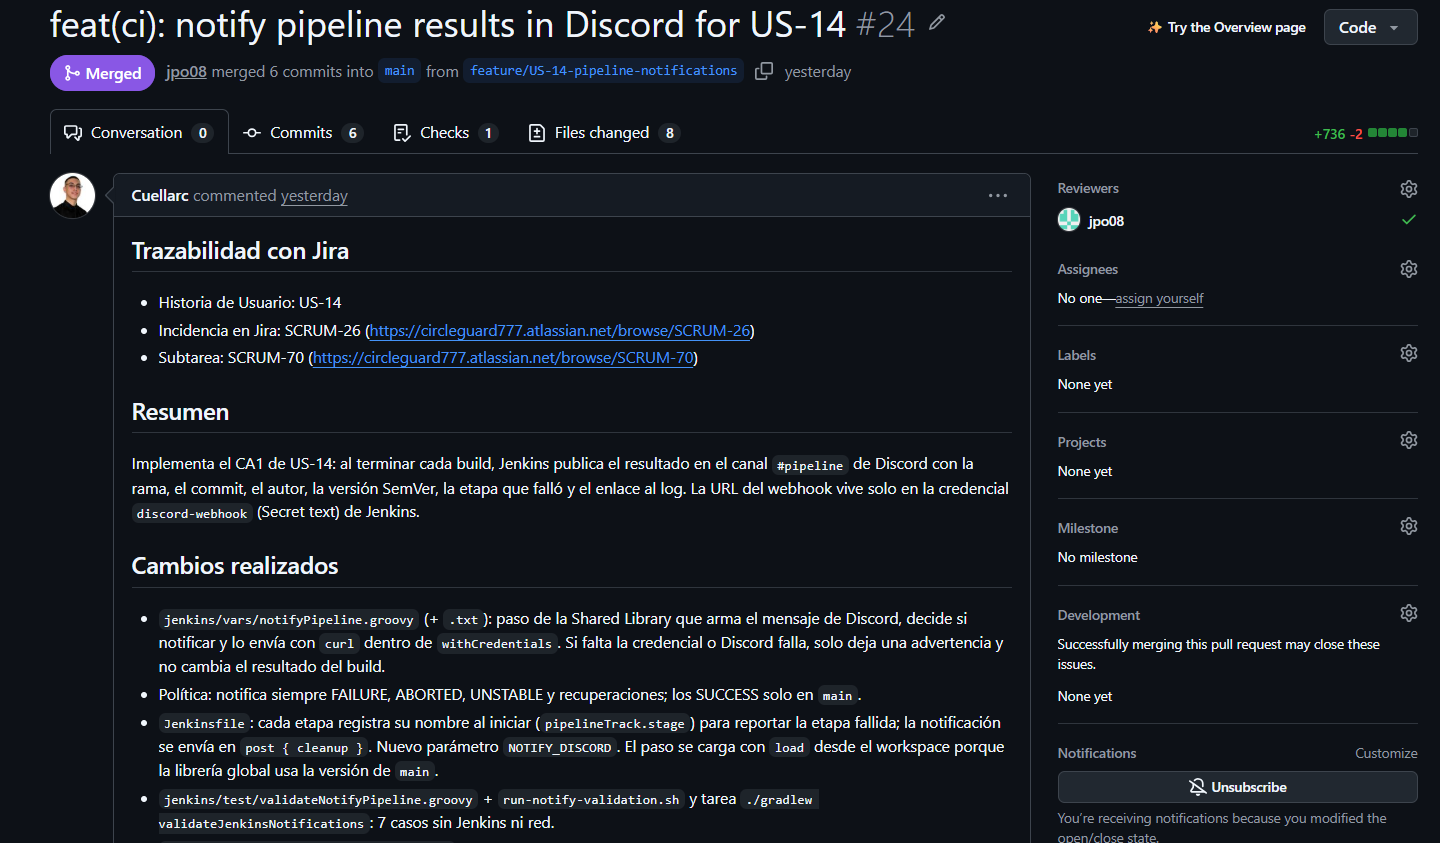 feat(ci): notify pipeline results in Discord for US-14 #24
Try the Overview page
Code
Merged
jpo08 merged 6 commits into main from feature/US-14-pipeline-notifications yesterday
Conversation 0
Commits 6
Checks 1
Files changed 8
+736 -2
Cuellarc commented yesterday
Trazabilidad con Jira
Historia de Usuario: US-14
Incidencia en Jira: SCRUM-26 (https://circleguard777.atlassian.net/browse/SCRUM-26)
Subtarea: SCRUM-70 (https://circleguard777.atlassian.net/browse/SCRUM-70)
Resumen
Implementa el CA1 de US-14: al terminar cada build, Jenkins publica el resultado en el canal #pipeline de Discord con la
rama, el commit, el autor, la versión SemVer, la etapa que falló y el enlace al log. La URL del webhook vive solo en la credencial
discord-webhook (Secret text) de Jenkins.
Cambios realizados
jenkins/vars/notifyPipeline.groovy (+ .txt): paso de la Shared Library que arma el mensaje de Discord, decide si
notificar y lo envía con curl dentro de withCredentials. Si falta la credencial o Discord falla, solo deja una advertencia y
no cambia el resultado del build.
Política: notifica siempre FAILURE, ABORTED, UNSTABLE y recuperaciones; los SUCCESS solo en main.
Jenkinsfile: cada etapa registra su nombre al iniciar (pipelineTrack.stage) para reportar la etapa fallida; la notificación
se envía en post { cleanup }. Nuevo parámetro NOTIFY_DISCORD. El paso se carga con load desde el workspace porque
la librería global usa la versión de main.
jenkins/test/validateNotifyPipeline.groovy + run-notify-validation.sh y tarea ./gradlew
validateJenkinsNotifications: 7 casos sin Jenkins ni red.
Reviewers
jpo08
Assignees
No one—assign yourself
Labels
None yet
Projects
None yet
Milestone
No milestone
Development
Successfully merging this pull request may close these
issues.
None yet
Notifications
Customize
Unsubscribe
You're receiving notifications because you modified the
open/close state.